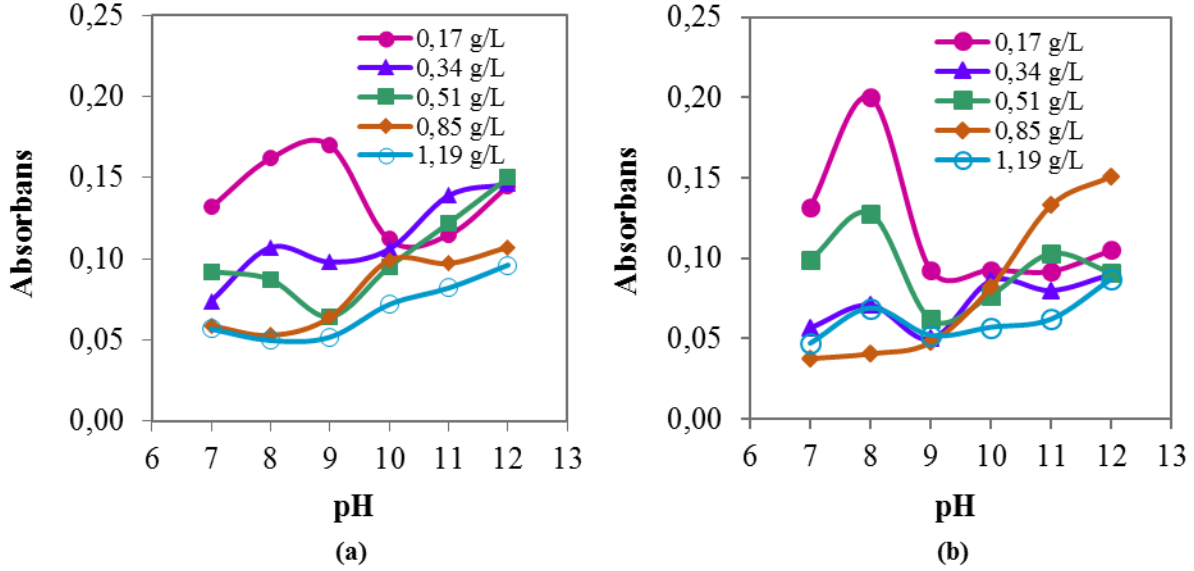 0,25
0,20
0,15
0,10
0,05
0,00
Absorbans
0,17 g/L
0,34 g/L
0,51 g/L
0,85 g/L
1,19 g/L
6 7 8 9 10 11 12 13
pH
(a)
0,25
0,20
0,15
0,10
0,05
0,00
Absorbans
0,17 g/L
0,34 g/L
0,51 g/L
0,85 g/L
1,19 g/L
6 7 8 9 10 11 12 13
pH
(b)